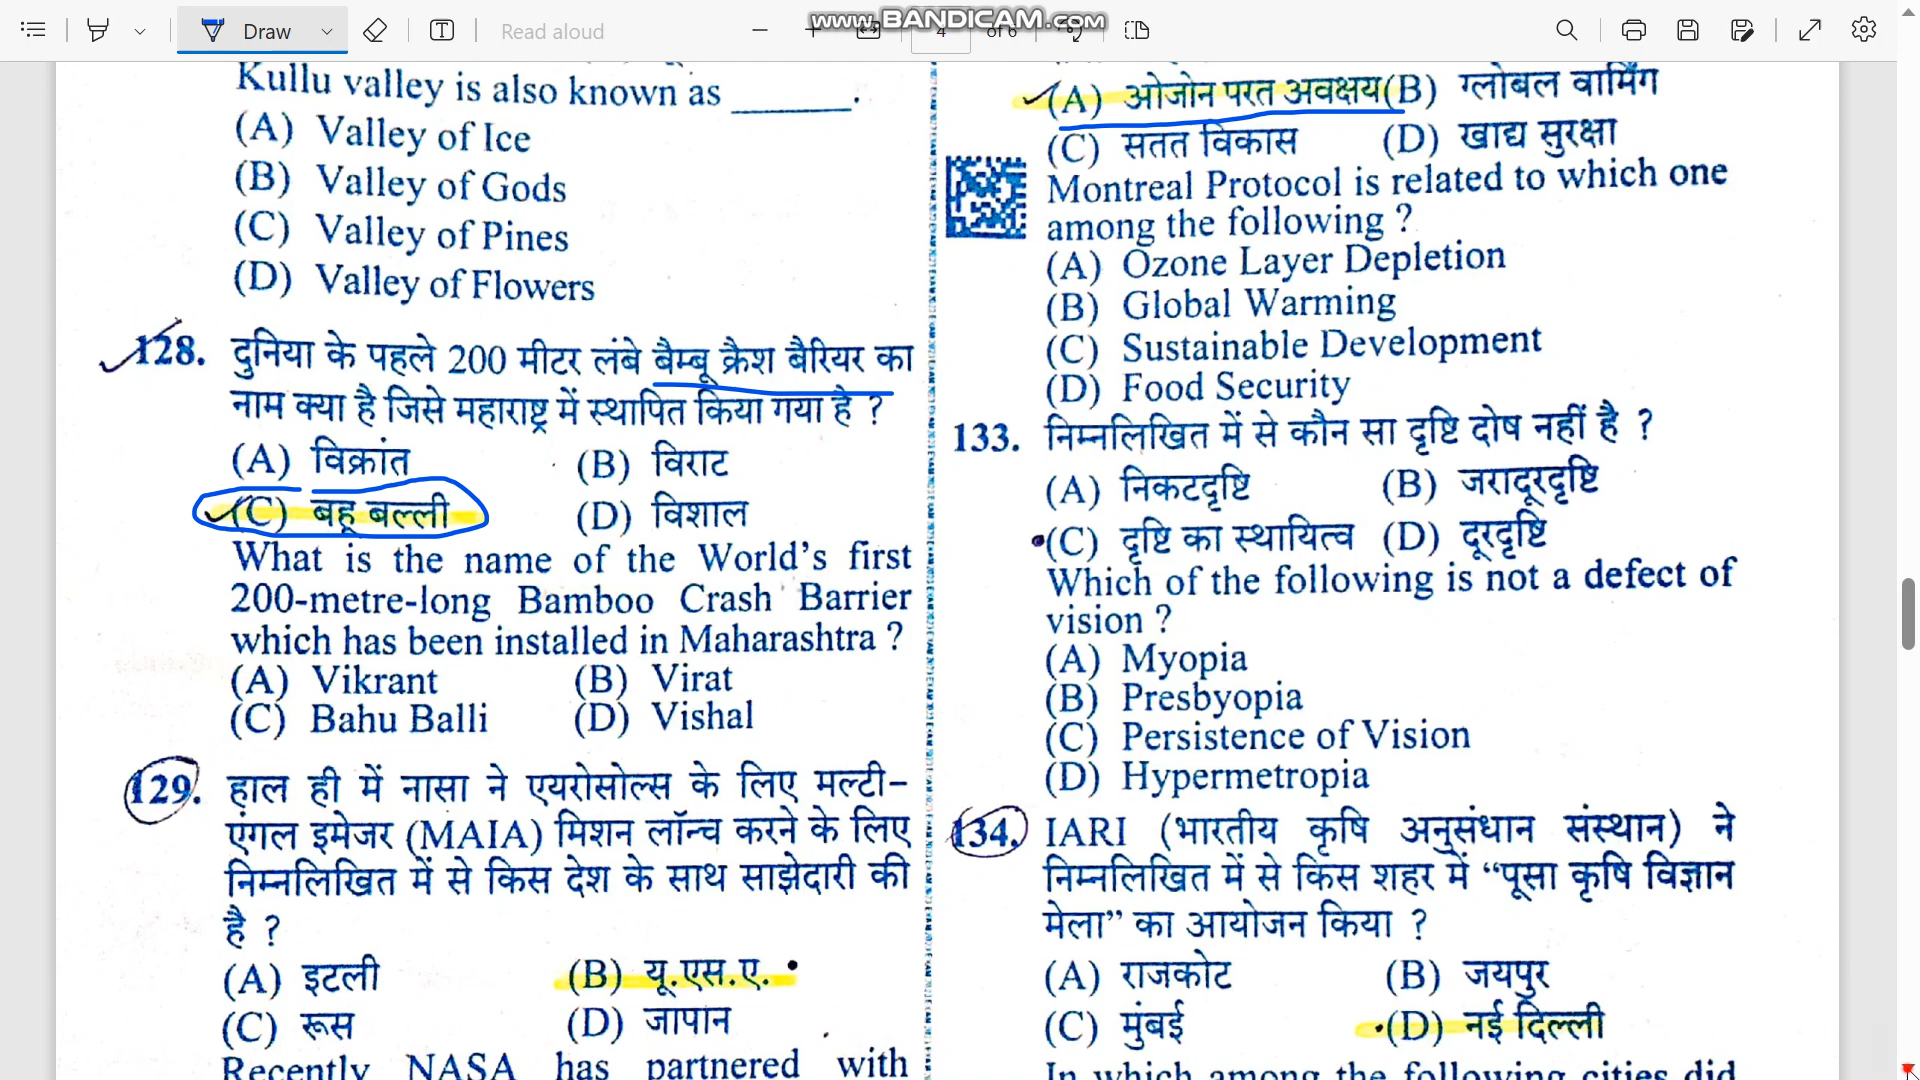 Draw
Read aloud
www.BANDICAM.com
4
of 6
Kullu valley is also known as ______.
(A) Valley of Ice
(B) Valley of Gods
(C) Valley of Pines
(D) Valley of Flowers
128. दुनिया के पहले 200 मीटर लंबे बैम्बू क्रैश बैरियर का
नाम क्या है जिसे महाराष्ट्र में स्थापित किया गया है ?
(A) विक्रांत (B) विराट
(C) बहू बल्ली (D) विशाल
What is the name of the World's first
200-metre-long Bamboo Crash Barrier
which has been installed in Maharashtra ?
(A) Vikrant (B) Virat
(C) Bahu Balli (D) Vishal
129. हाल ही में नासा ने एयरोसोल्स के लिए मल्टी-
एंगल इमेजर (MAIA) मिशन लॉन्च करने के लिए
निम्नलिखित में से किस देश के साथ साझेदारी की
है ?
(A) इटली (B) यू.एस.ए.
(C) रूस (D) जापान
Recently NASA has partnered with
(A) ओजोन परत अवक्षय (B) ग्लोबल वार्मिंग
(C) सतत विकास (D) खाद्य सुरक्षा
Montreal Protocol is related to which one
among the following ?
(A) Ozone Layer Depletion
(B) Global Warming
(C) Sustainable Development
(D) Food Security
133. निम्नलिखित में से कौन सा दृष्टि दोष नहीं है ?
(A) निकटदृष्टि (B) जरादूरदृष्टि
(C) दृष्टि का स्थायित्व (D) दूरदृष्टि
Which of the following is not a defect of
vision ?
(A) Myopia
(B) Presbyopia
(C) Persistence of Vision
(D) Hypermetropia
134. IARI (भारतीय कृषि अनुसंधान संस्थान) ने
निम्नलिखित में से किस शहर में “पूसा कृषि विज्ञान
मेला” का आयोजन किया ?
(A) राजकोट (B) जयपुर
(C) मुंबई (D) नई दिल्ली
In which among the following cities did